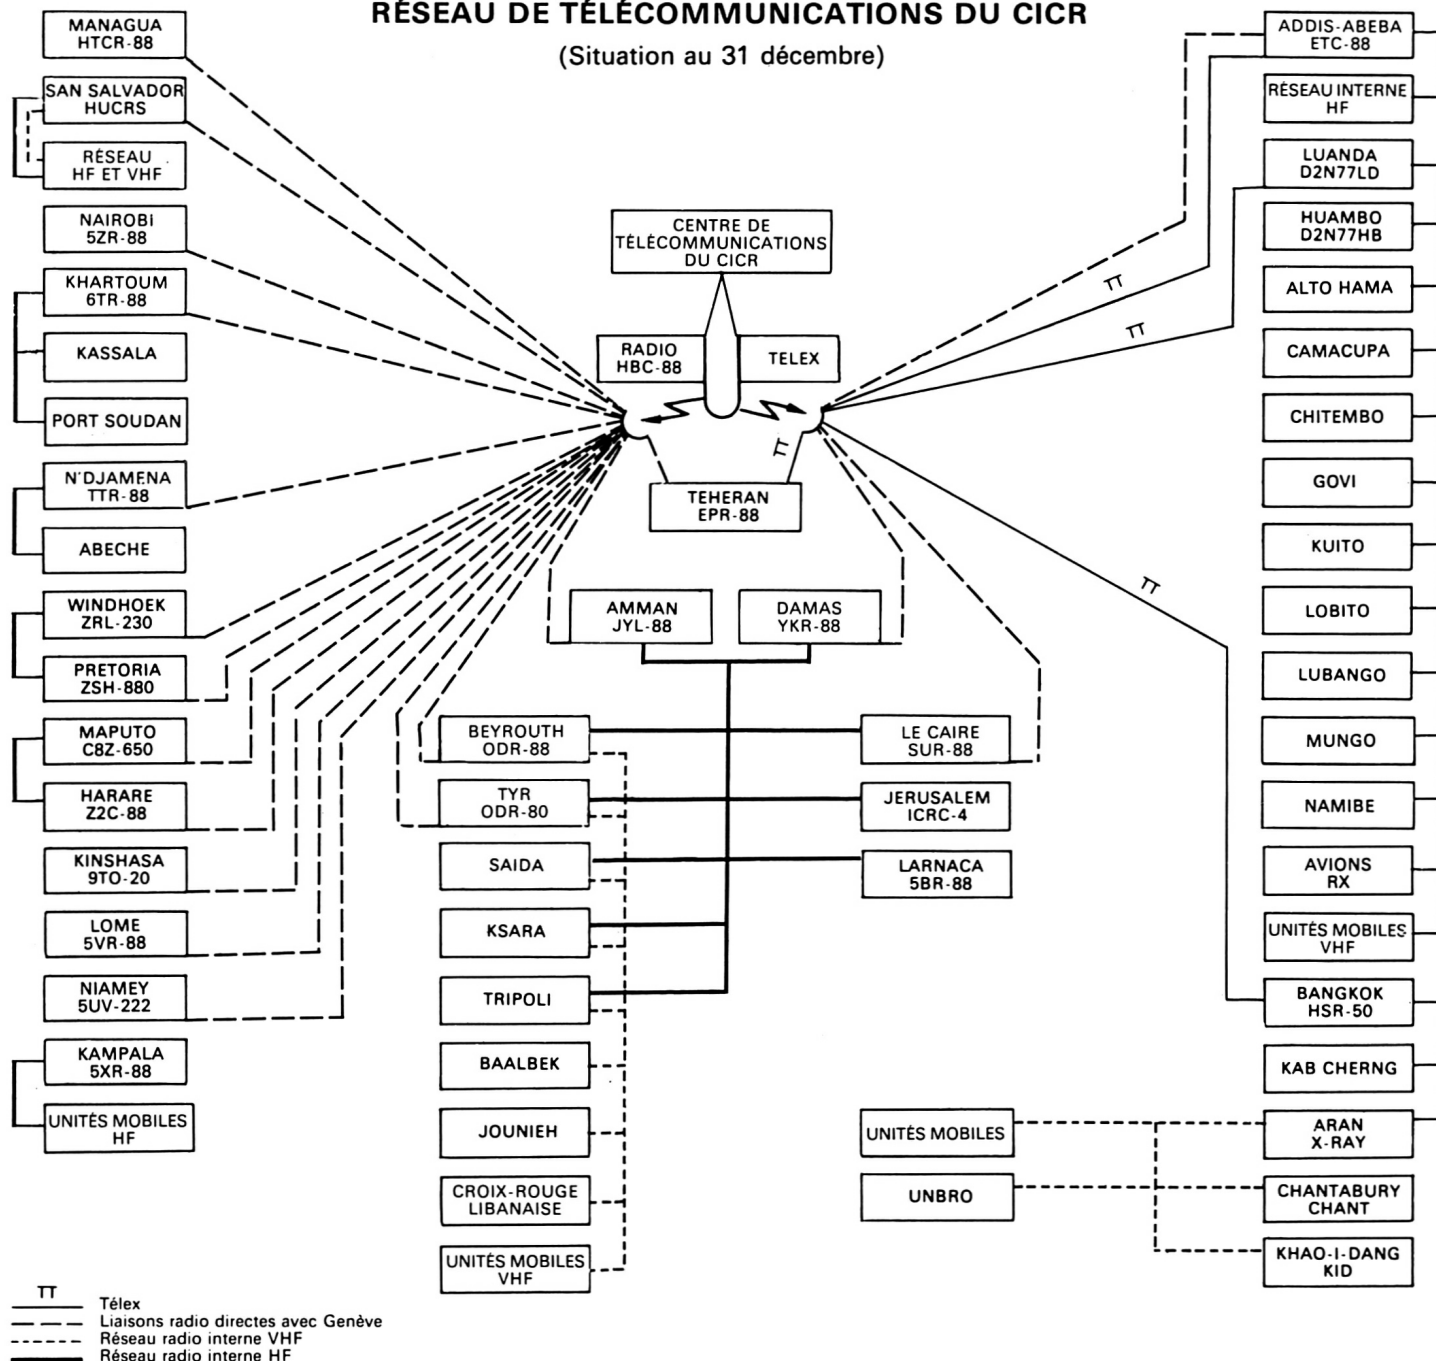 RÉSEAU DE TÉLÉCOMMUNICATIONS DU CICR
(Situation au 31 décembre)
MANAGUA
HTCR-88
SAN SALVADOR
HUCRS
RÉSEAU
HF ET VHF
NAIROBI
5ZR-88
KHARTOUM
6TR-88
KASSALA
PORT SOUDAN
N'DJAMENA
TTR-88
ABECHE
WINDHOEK
ZRL-230
PRETORIA
ZSH-880
MAPUTO
C8Z-650
HARARE
Z2C-88
KINSHASA
9TO-20
LOME
5VR-88
NIAMEY
5UV-222
KAMPALA
5XR-88
UNITÉS MOBILES
HF
CENTRE DE
TÉLÉCOMMUNICATIONS
DU CICR
RADIO
HBC-88
TELEX
TT
TT
TT
TEHERAN
EPR-88
TT
AMMAN
JYL-88
DAMAS
YKR-88
BEYROUTH
ODR-88
TYR
ODR-80
SAIDA
KSARA
TRIPOLI
BAALBEK
JOUNIEH
CROIX-ROUGE
LIBANAISE
UNITÉS MOBILES
VHF
LE CAIRE
SUR-88
JERUSALEM
ICRC-4
LARNACA
5BR-88
UNITÉS MOBILES
UNBRO
ADDIS-ABEBA
ETC-88
RÉSEAU INTERNE
HF
LUANDA
D2N77LD
HUAMBO
D2N77HB
ALTO HAMA
CAMACUPA
CHITEMBO
GOVI
KUITO
LOBITO
LUBANGO
MUNGO
NAMIBE
AVIONS
RX
UNITÉS MOBILES
VHF
BANGKOK
HSR-50
KAB CHERNG
ARAN
X-RAY
CHANTABURY
CHANT
KHAO-I-DANG
KID
TT
Télex
Liaisons radio directes avec Genève
Réseau radio interne VHF
Réseau radio interne HF